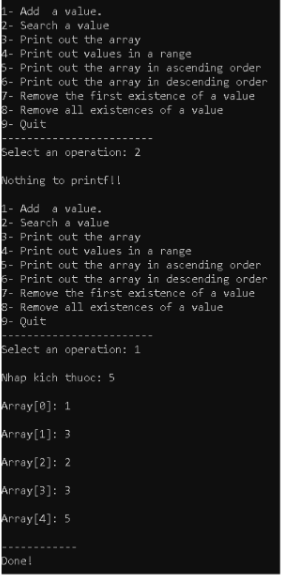 1- Add  a value.
2- Search a value
3- Print out the array
4- Print out values in a range
5- Print out the array in ascending order
6- Print out the array in descending order
7- Remove the first existence of a value
8- Remove all existences of a value
9- Quit
-----------------------
Select an operation: 2
Nothing to printf!!
1- Add  a value.
2- Search a value
3- Print out the array
4- Print out values in a range
5- Print out the array in ascending order
6- Print out the array in descending order
7- Remove the first existence of a value
8- Remove all existences of a value
9- Quit
-----------------------
Select an operation: 1
Nhap kich thuoc: 5
Array[0]: 1
Array[1]: 3
Array[2]: 2
Array[3]: 3
Array[4]: 5
------------
Done!